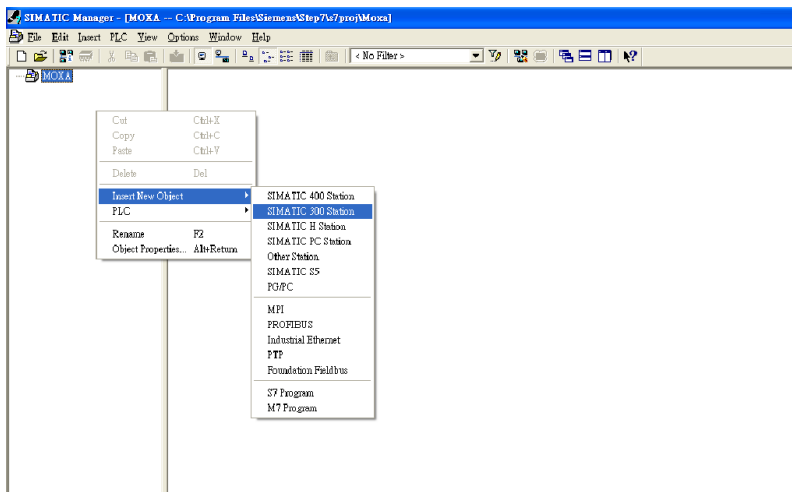 SIMATIC Manager - [MOXA -- C:\Program Files\Siemens\Step7\s7proj\Moxa]
File Edit Insert PLC View Options Window Help
< No Filter >
MOXA
Cut Ctrl+X
Copy Ctrl+C
Paste Ctrl+V
Delete Del
Insert New Object
PLC
Rename F2
Object Properties... Alt+Return
SIMATIC 400 Station
SIMATIC 300 Station
SIMATIC H Station
SIMATIC PC Station
Other Station
SIMATIC S5
PG/PC
MPI
PROFIBUS
Industrial Ethernet
PTP
Foundation Fieldbus
S7 Program
M7 Program